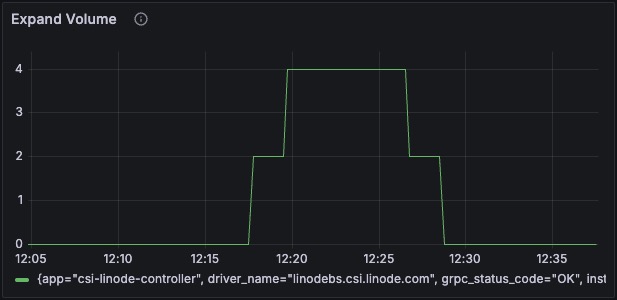 Expand Volume
4
3
2
1
0
12:05 12:10 12:15 12:20 12:25 12:30 12:35
{app="csi-linode-controller", driver_name="linodebs.csi.linode.com", grpc_status_code="OK", inst